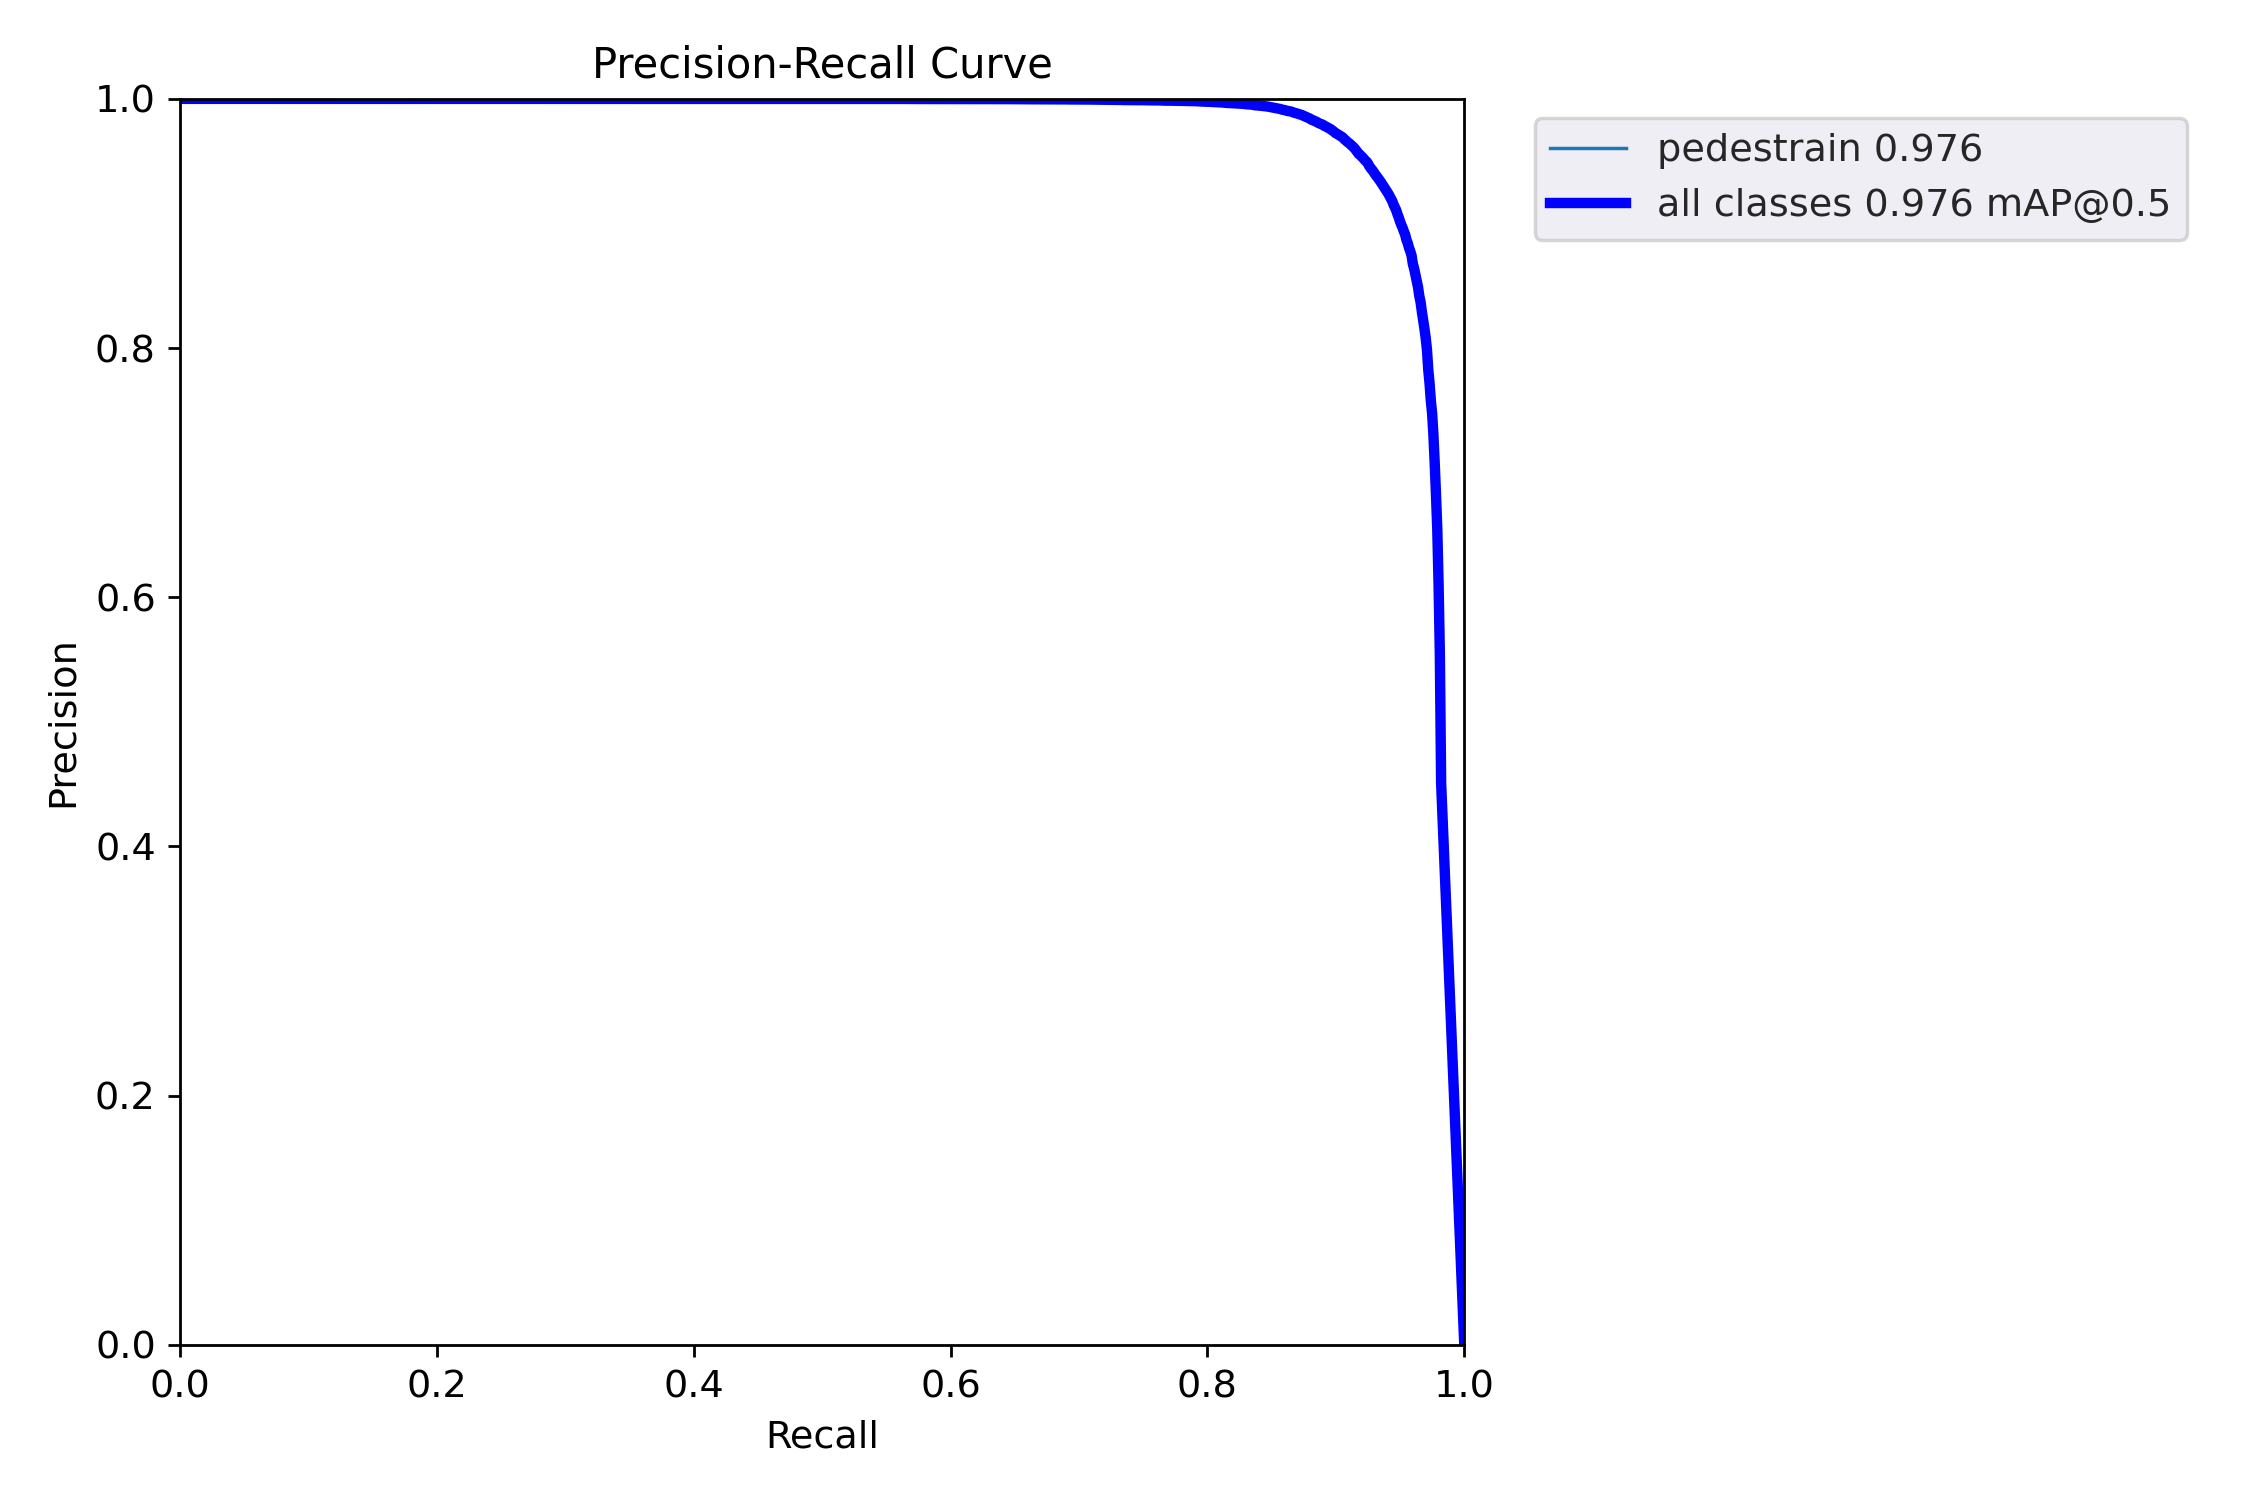 Precision-Recall Curve
1.0
0.8
0.6
0.4
0.2
0.0
Precision
0.0 0.2 0.4 0.6 0.8 1.0
Recall
pedestrain 0.976
all classes 0.976 mAP@0.5